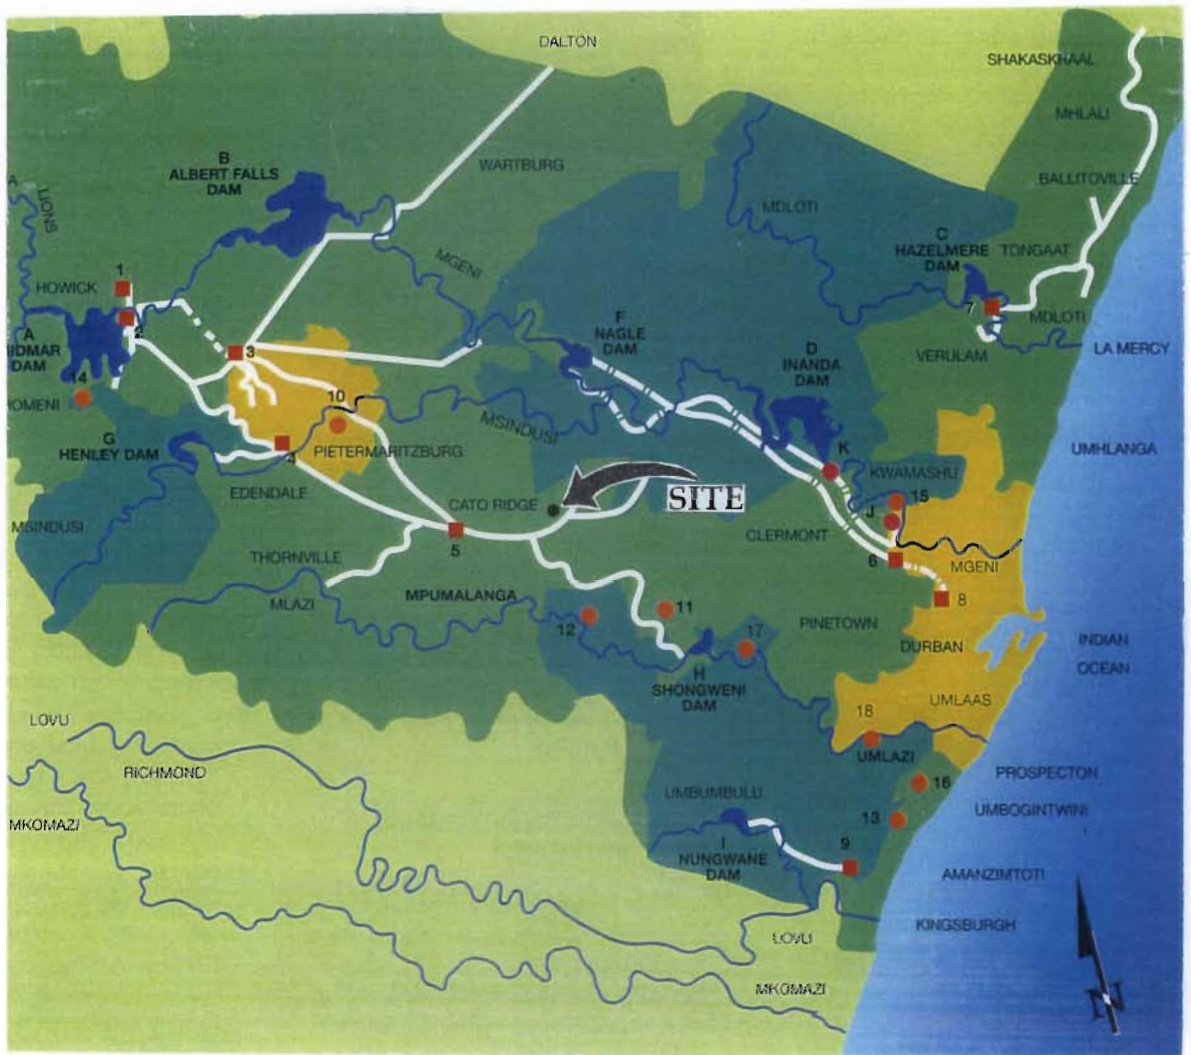 DALTON
SHAKASKRAAL
MHLALI
B
ALBERT FALLS
DAM
WARTBURG
BALLITOVILLE
A
LIONS
MDLOTI
C
HAZELMERE
DAM
TONGAAT
MGENI
1
HOWICK
2
7
MDLOTI
A
MIDMAR
DAM
F
NAGLE
DAM
D
INANDA
DAM
VERULAM
LA MERCY
3
14
HOMENI
10
MSINDUSI
G
HENLEY DAM
4
PIETERMARITZBURG
K
KWAMASHU
UMHLANGA
EDENDALE
CATO RIDGE
SITE
15
J
MSINDUSI
5
CLERMONT
THORNVILLE
6
MGENI
MLAZI
MPUMALANGA
8
11
12
17
PINETOWN
DURBAN
INDIAN
OCEAN
H
SHONGWENI
DAM
UMLAAS
LOVU
18
UMLAZI
RICHMOND
16
PROSPECTON
UMBUMBULU
13
UMBOGINTWINI
MKOMAZI
I
NUNGWANE
DAM
9
AMANZIMTOTI
KINGSBURGH
LOVU
MKOMAZI
N